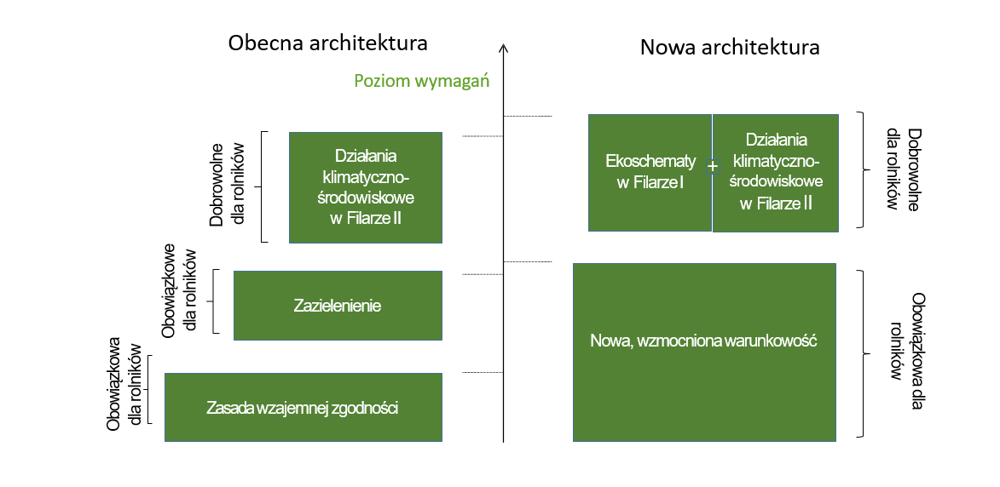 Obecna architektura
Nowa architektura
Poziom wymagań
Dobrowolne
dla rolników
Działania
klimatyczno-
środowiskowe
w Filarze II
Obowiązkowe
dla rolników
Zazielenienie
Obowiązkowa
dla rolników
Zasada wzajemnej zgodności
Ekoschematy
w Filarze I
+
Działania
klimatyczno-
środowiskowe
w Filarze II
Dobrowolne
dla rolników
Nowa, wzmocniona warunkowość
Obowiązkowa dla
rolników